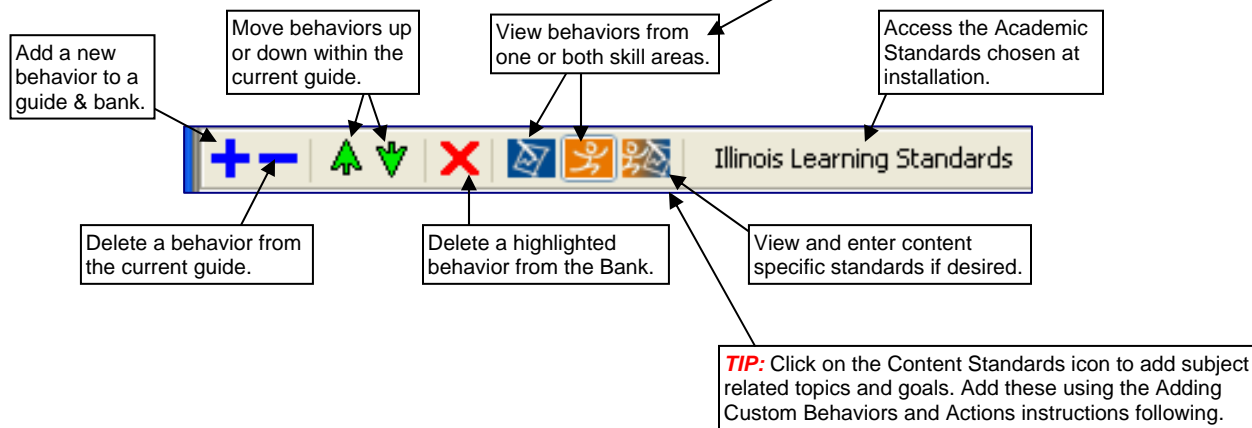 Add a new
behavior to a
guide & bank.
Move behaviors up
or down within the
current guide.
View behaviors from
one or both skill areas.
Access the Academic
Standards chosen at
installation.
Illinois Learning Standards
Delete a behavior from
the current guide.
Delete a highlighted
behavior from the Bank.
View and enter content
specific standards if desired.
TIP: Click on the Content Standards icon to add subject
related topics and goals. Add these using the Adding
Custom Behaviors and Actions instructions following.